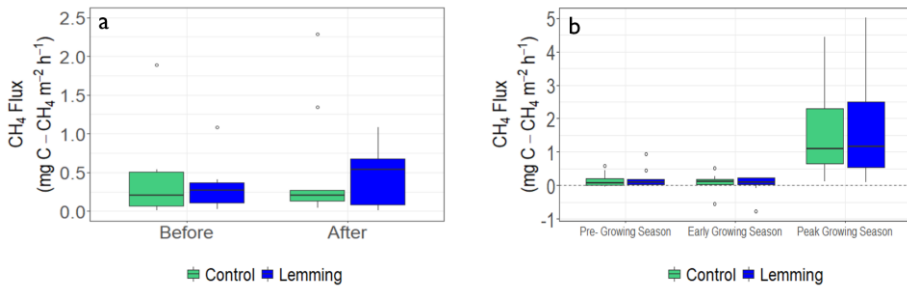 a
2.5
2.0
1.5
1.0
0.5
0.0
CH₄ Flux
(mg C − CH₄ m⁻² h⁻¹)
Before After
Control Lemming
b
5
4
3
2
1
0
-1
CH₄ Flux
(mg C − CH₄ m⁻² h⁻¹)
Pre- Growing Season Early Growing Season Peak Growing Season
Control Lemming